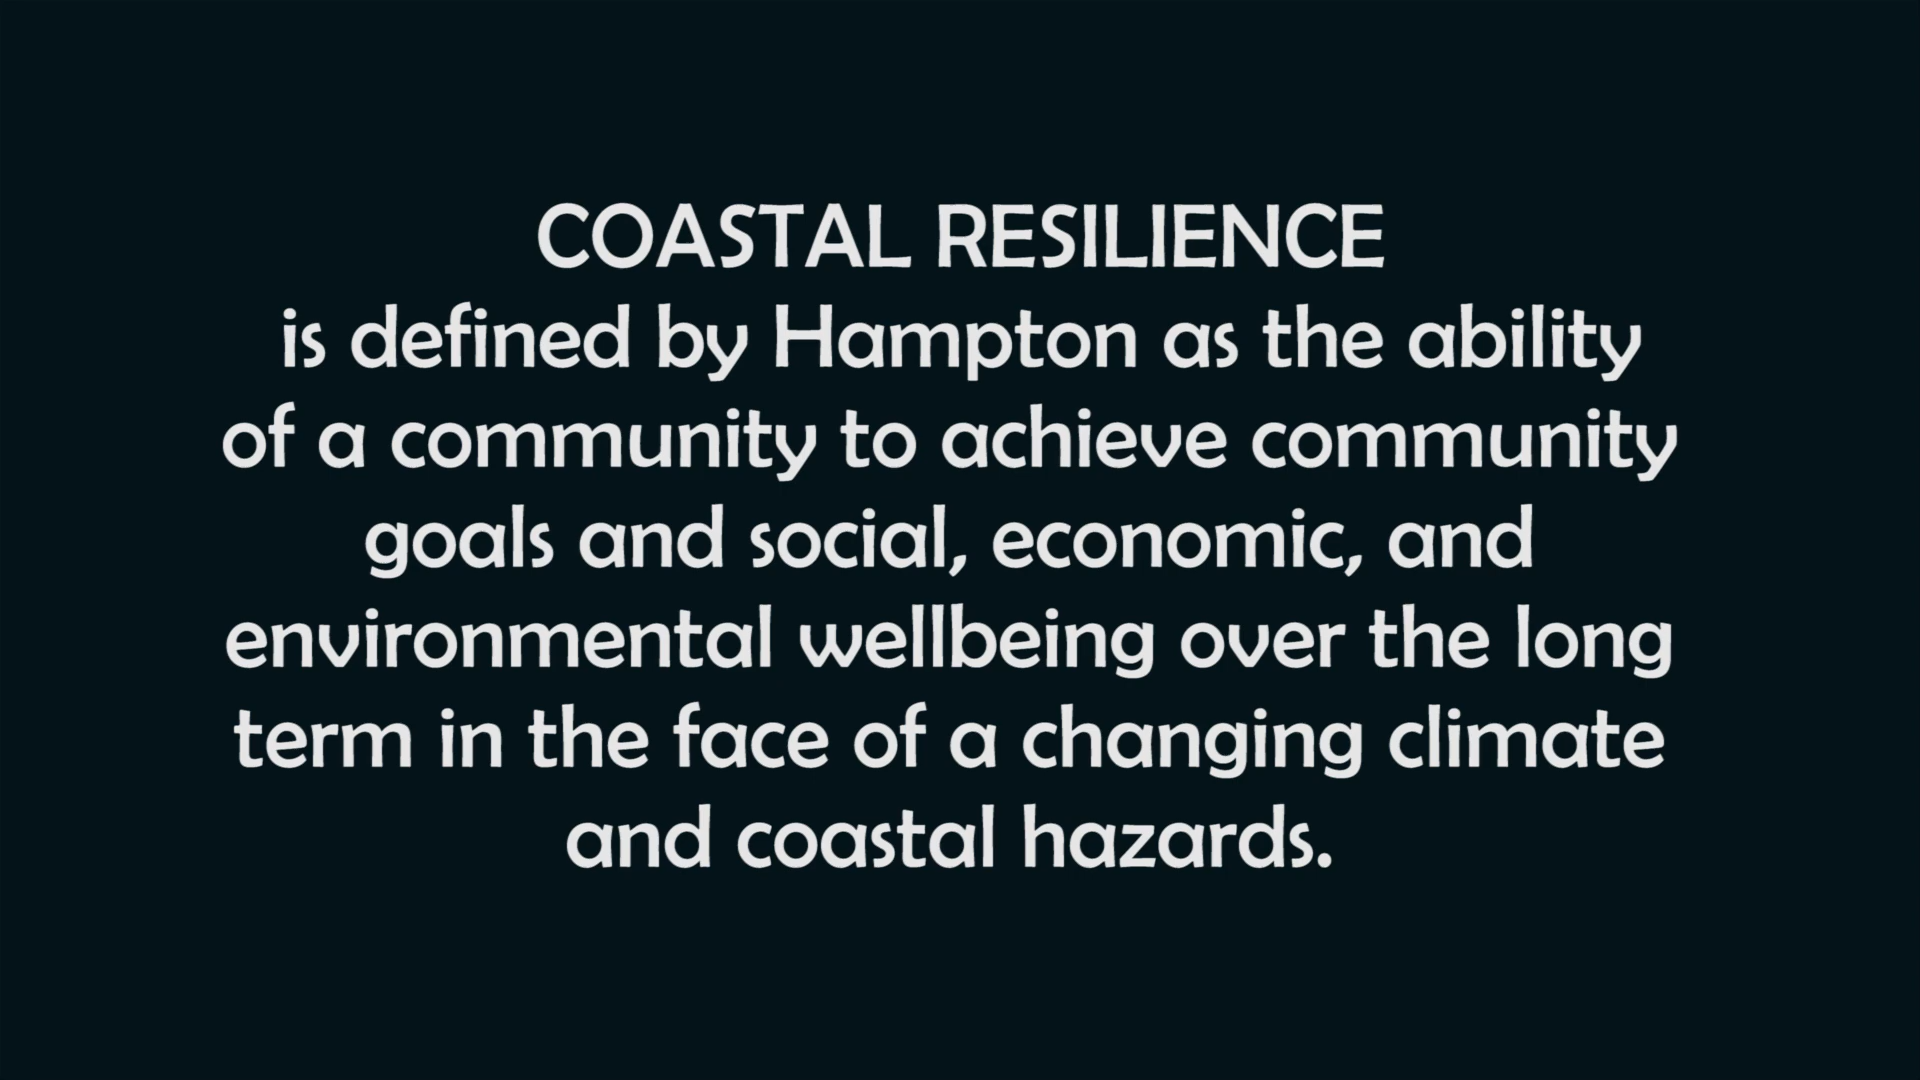 COASTAL RESILIENCE
is defined by Hampton as the ability
of a community to achieve community
goals and social, economic, and
environmental wellbeing over the long
term in the face of a changing climate
and coastal hazards.